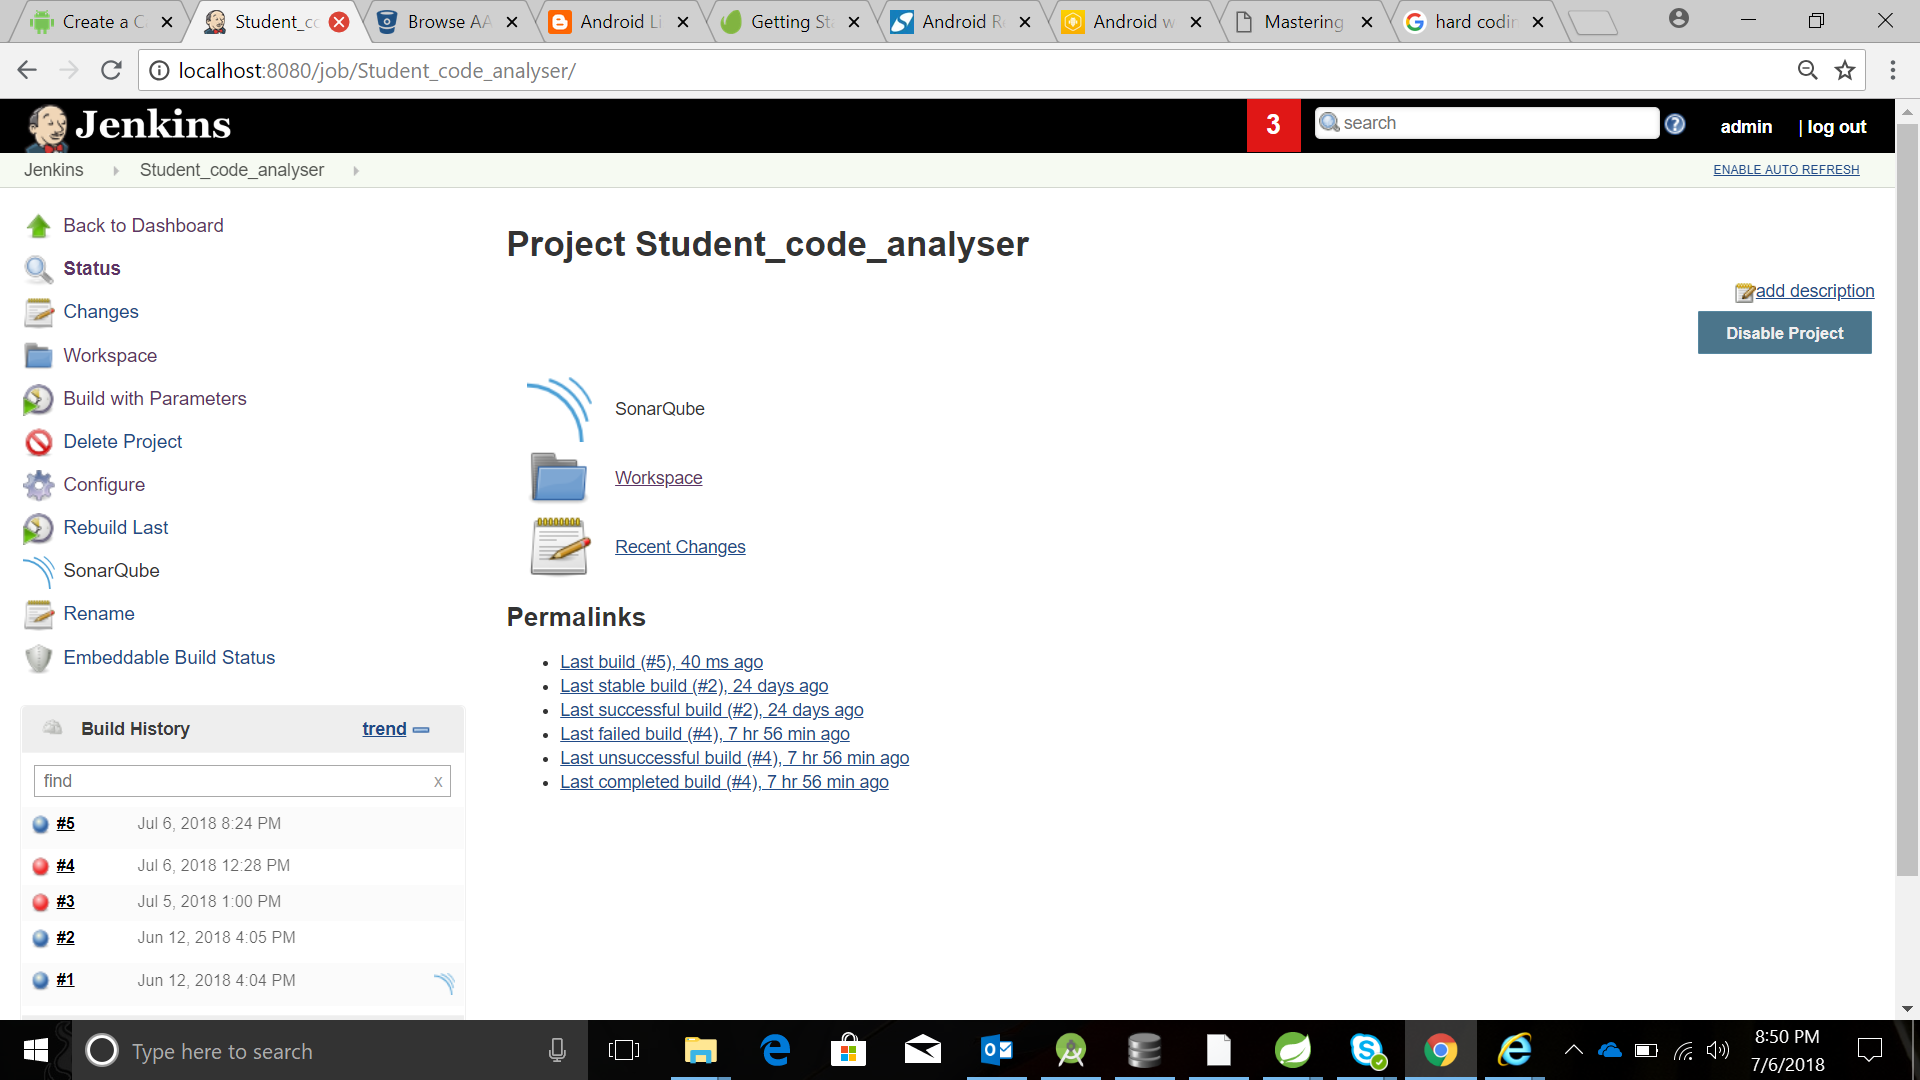 Create a C
Student_co
Browse AA
Android Li
Getting Sta
Android R
Android w
Mastering
hard codin
localhost:8080/job/Student_code_analyser/
Jenkins
3
search
admin
| log out
Jenkins
Student_code_analyser
ENABLE AUTO REFRESH
Back to Dashboard
Status
Changes
Workspace
Build with Parameters
Delete Project
Configure
Rebuild Last
SonarQube
Rename
Embeddable Build Status
Project Student_code_analyser
add description
Disable Project
SonarQube
Workspace
Recent Changes
Permalinks
Last build (#5), 40 ms ago
Last stable build (#2), 24 days ago
Last successful build (#2), 24 days ago
Last failed build (#4), 7 hr 56 min ago
Last unsuccessful build (#4), 7 hr 56 min ago
Last completed build (#4), 7 hr 56 min ago
Build History
trend
find
x
#5 Jul 6, 2018 8:24 PM
#4 Jul 6, 2018 12:28 PM
#3 Jul 5, 2018 1:00 PM
#2 Jun 12, 2018 4:05 PM
#1 Jun 12, 2018 4:04 PM
Type here to search
8:50 PM
7/6/2018